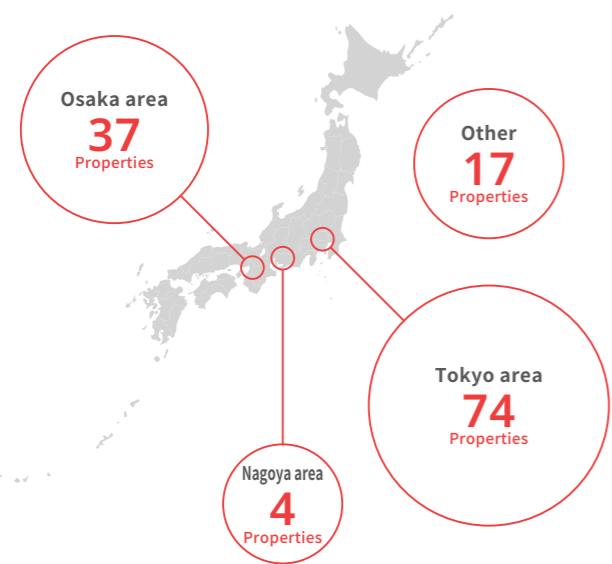 Osaka area
37
Properties
Other
17
Properties
Tokyo area
74
Properties
Nagoya area
4
Properties